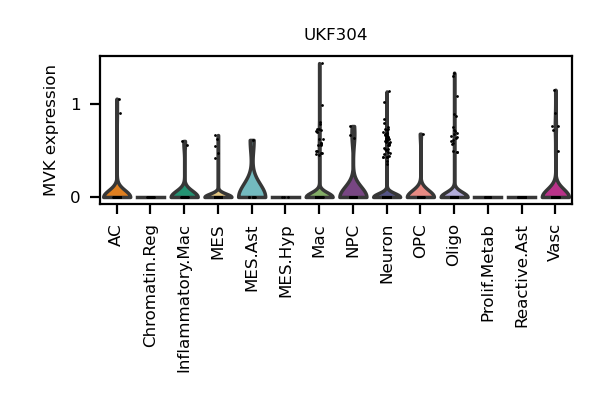 UKF304
MVK expression
1
0
AC
Chromatin.Reg
Inflammatory.Mac
MES
MES.Ast
MES.Hyp
Mac
NPC
Neuron
OPC
Oligo
Prolif.Metab
Reactive.Ast
Vasc